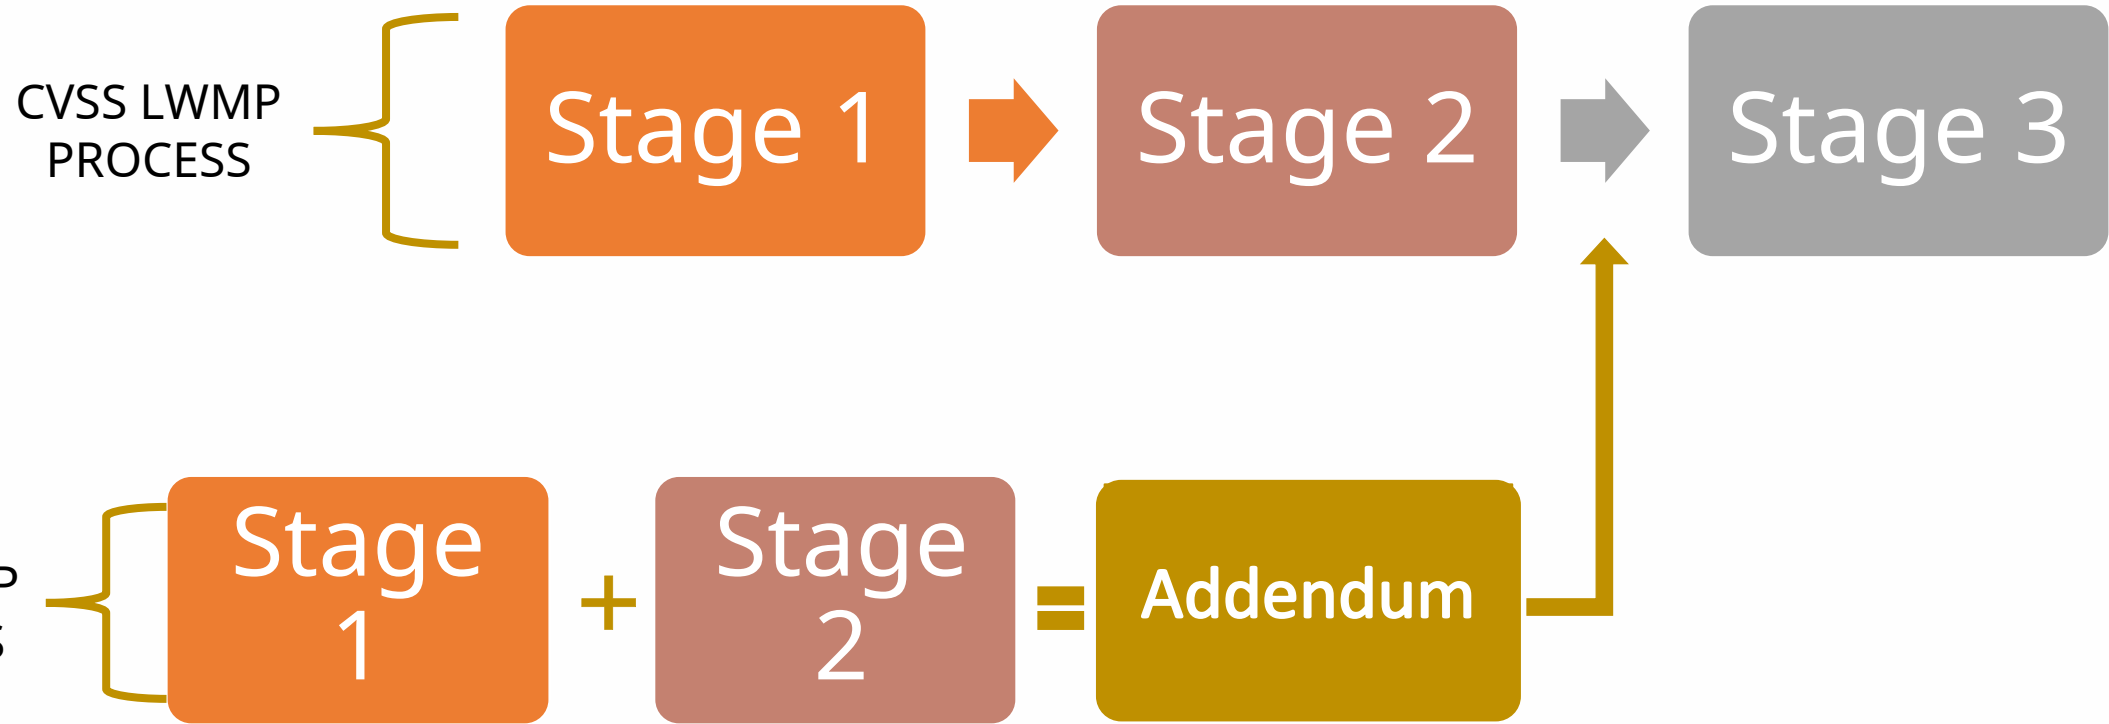 CVSS LWMP
PROCESS
Stage 1
Stage 2
Stage 3
Stage
1
+
Stage
2
=
Addendum